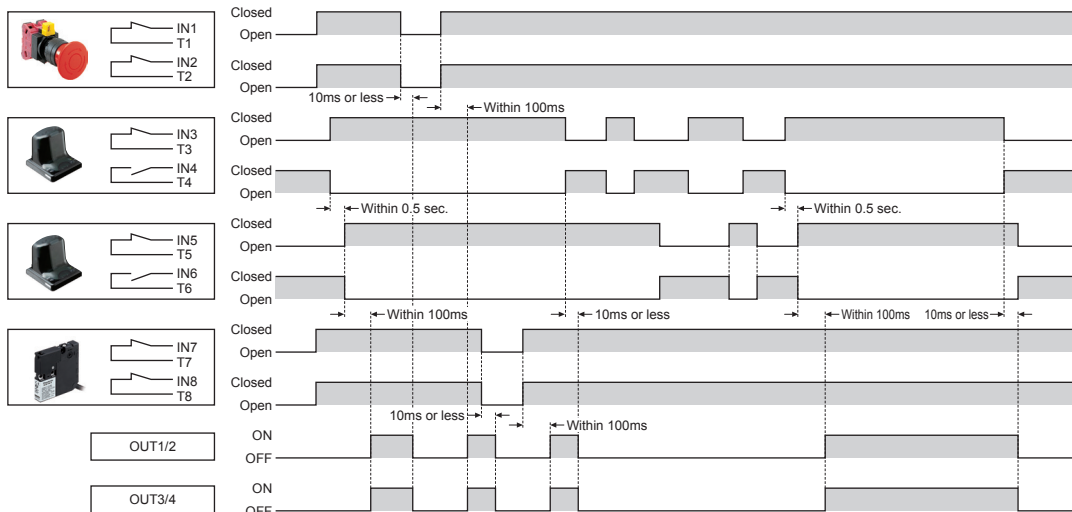 Closed
IN1
T1
Open
Closed
IN2
T2
Open
10ms or less
Within 100ms
Closed
IN3
T3
Open
IN4
T4
Closed
Open
Within 0.5 sec.
Within 0.5 sec.
Closed
IN5
T5
Open
IN6
T6
Closed
Open
Within 100ms
10ms or less
Within 100ms
10ms or less
Closed
IN7
T7
Open
IN8
T8
Closed
Open
10ms or less
Within 100ms
OUT1/2
ON
OFF
OUT3/4
ON
OFF